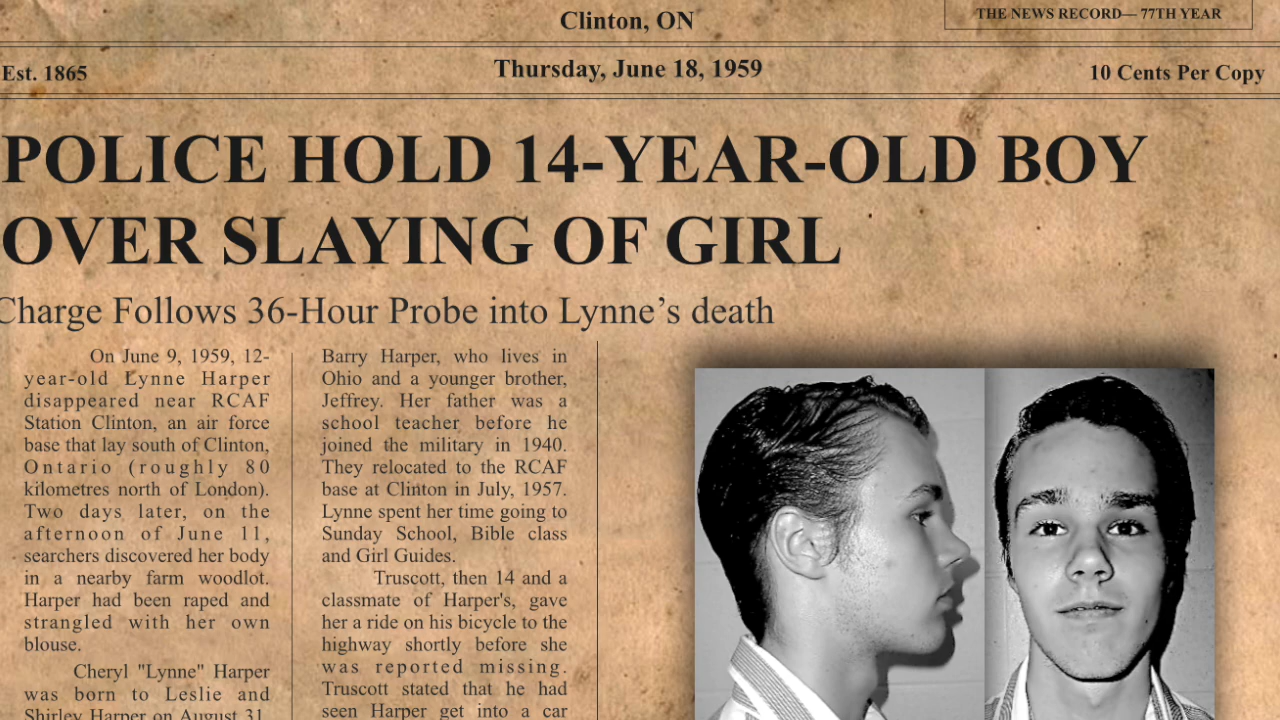 Clinton, ON
THE NEWS RECORD— 77TH YEAR
Est. 1865
Thursday, June 18, 1959
10 Cents Per Copy
POLICE HOLD 14-YEAR-OLD BOY
OVER SLAYING OF GIRL
Charge Follows 36-Hour Probe into Lynne’s death
On June 9, 1959, 12-
year-old Lynne Harper
disappeared near RCAF
Station Clinton, an air force
base that lay south of Clinton,
Ontario (roughly 80
kilometres north of London).
Two days later, on the
afternoon of June 11,
searchers discovered her body
in a nearby farm woodlot.
Harper had been raped and
strangled with her own
blouse.
Cheryl "Lynne" Harper
was born to Leslie and
Shirley Harper on August 31,
Barry Harper, who lives in
Ohio and a younger brother,
Jeffrey. Her father was a
school teacher before he
joined the military in 1940.
They relocated to the RCAF
base at Clinton in July, 1957.
Lynne spent her time going to
Sunday School, Bible class
and Girl Guides.
Truscott, then 14 and a
classmate of Harper's, gave
her a ride on his bicycle to the
highway shortly before she
was reported missing.
Truscott stated that he had
seen Harper get into a car